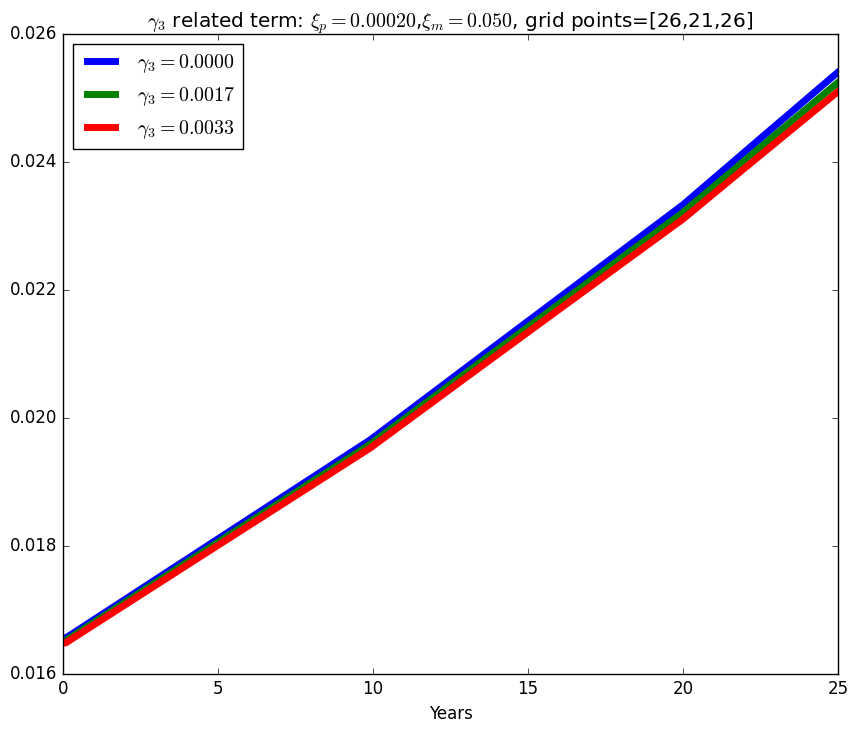 γ₃ related term: ξₚ = 0.00020,ξₘ = 0.050, grid points=[26,21,26]
γ₃ = 0.0000
γ₃ = 0.0017
γ₃ = 0.0033
0.026
0.024
0.022
0.020
0.018
0.016
0 5 10 15 20 25
Years